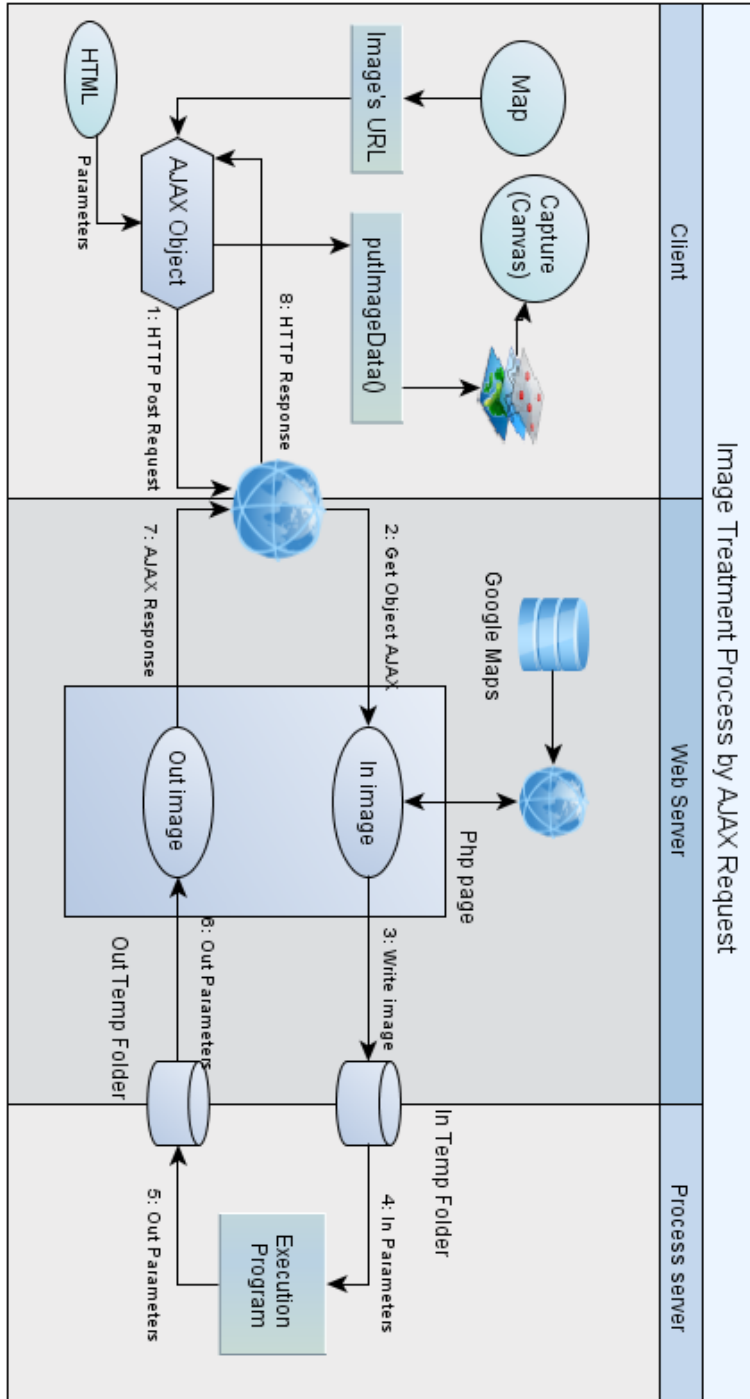 Image Treatment Process by AJAX Request
Client
Web Server
Process server
Map
Image's URL
HTML
Parameters
AJAX Object
Capture
(Canvas)
putImageData()
1: HTTP Post Request
8: HTTP Response
Google Maps
2: Get Object AJAX
7: AJAX Response
Php page
In image
Out image
3: Write image
6: Out Parameters
In Temp Folder
Out Temp Folder
4: In Parameters
5: Out Parameters
Execution
Program